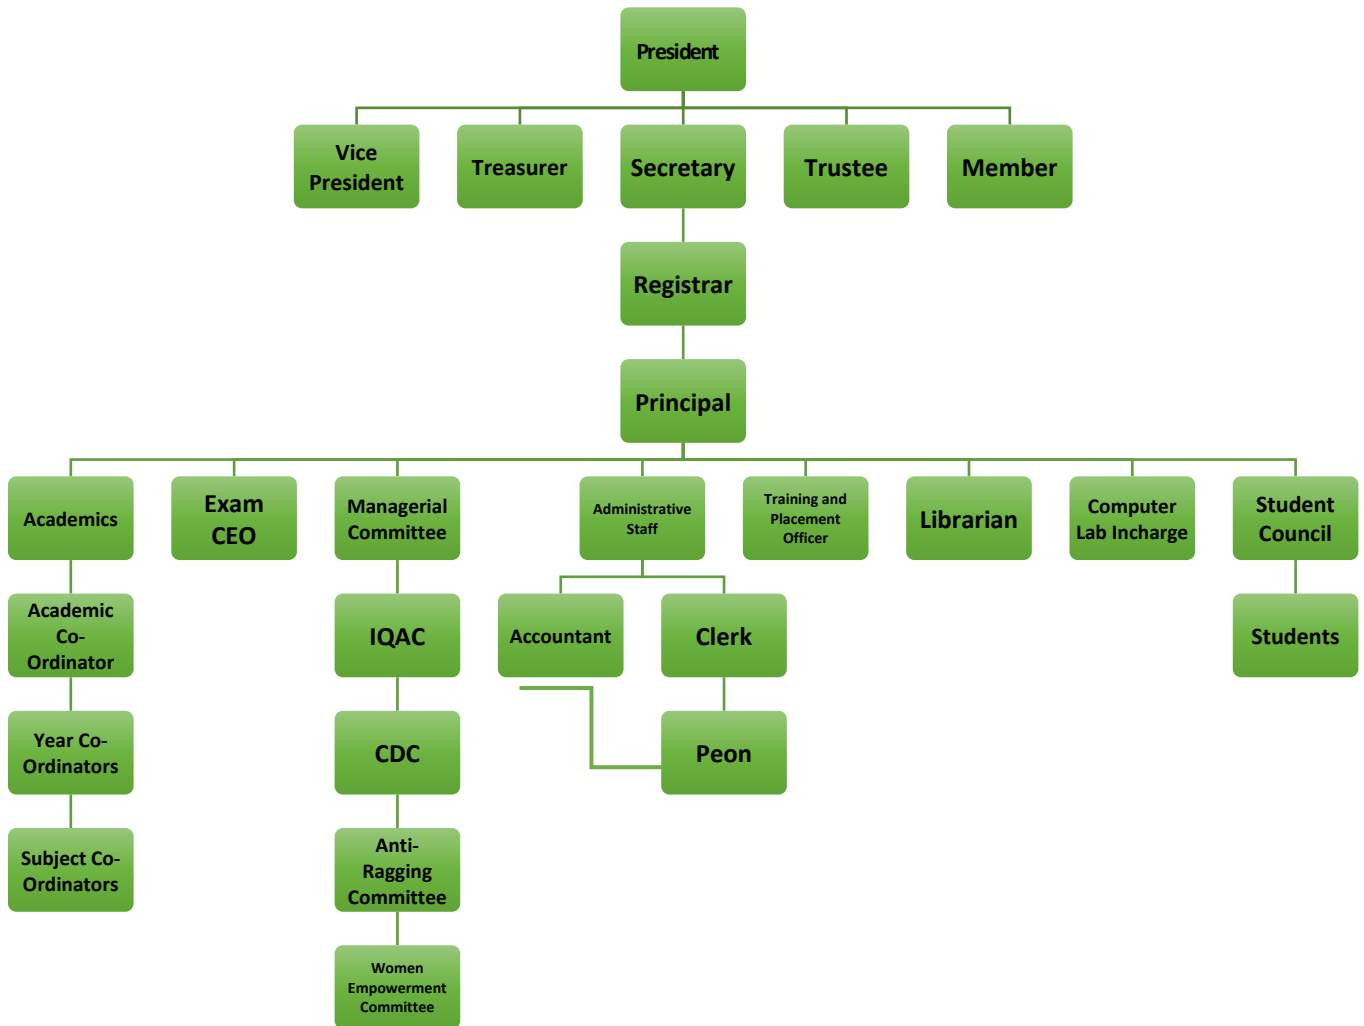 President
Vice
President
Treasurer
Secretary
Trustee
Member
Registrar
Principal
Academics
Exam
CEO
Managerial
Committee
Administrative
Staff
Training and
Placement
Officer
Librarian
Computer
Lab Incharge
Student
Council
Academic
Co-
Ordinator
IQAC
Accountant
Clerk
Students
Year Co-
Ordinators
CDC
Peon
Subject Co-
Ordinators
Anti-
Ragging
Committee
Women
Empowerment
Committee